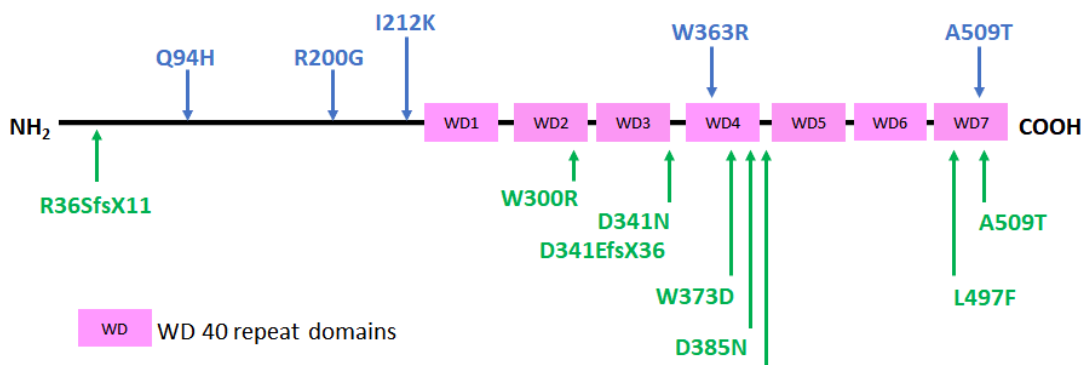 I212K
W363R
A509T
Q94H
R200G
NH2
WD1
WD2
WD3
WD4
WD5
WD6
WD7
COOH
R36SfsX11
W300R
D341N
D341EfsX36
A509T
W373D
L497F
D385N
WD
WD 40 repeat domains